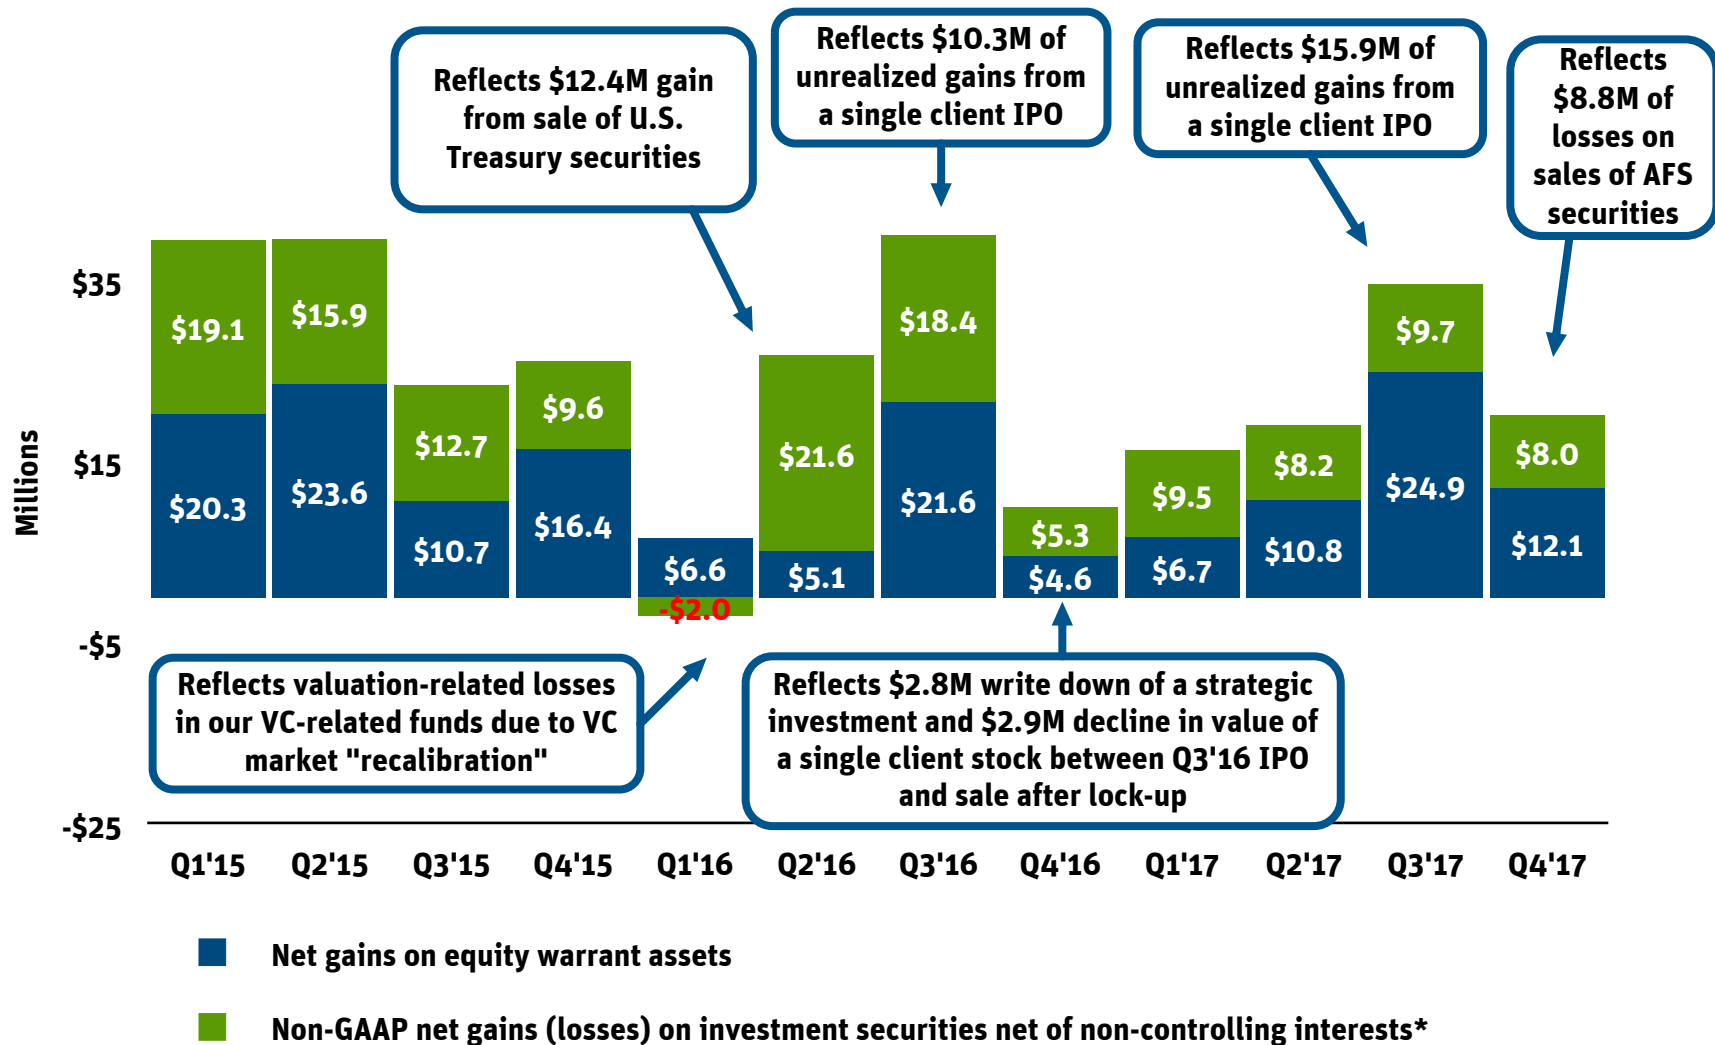 Reflects $12.4M gain
from sale of U.S.
Treasury securities
Reflects $10.3M of
unrealized gains from
a single client IPO
Reflects $15.9M of
unrealized gains from
a single client IPO
Reflects
$8.8M of
losses on
sales of AFS
securities
Millions
$35
$15
-$5
-$25
$19.1
$20.3
$15.9
$23.6
$12.7
$10.7
$9.6
$16.4
$6.6
-$2.0
$21.6
$5.1
$18.4
$21.6
$5.3
$4.6
$9.5
$6.7
$8.2
$10.8
$9.7
$24.9
$8.0
$12.1
Reflects valuation-related losses
in our VC-related funds due to VC
market "recalibration"
Reflects $2.8M write down of a strategic
investment and $2.9M decline in value of
a single client stock between Q3'16 IPO
and sale after lock-up
Q1'15 Q2'15 Q3'15 Q4'15 Q1'16 Q2'16 Q3'16 Q4'16 Q1'17 Q2'17 Q3'17 Q4'17
Net gains on equity warrant assets
Non-GAAP net gains (losses) on investment securities net of non-controlling interests*